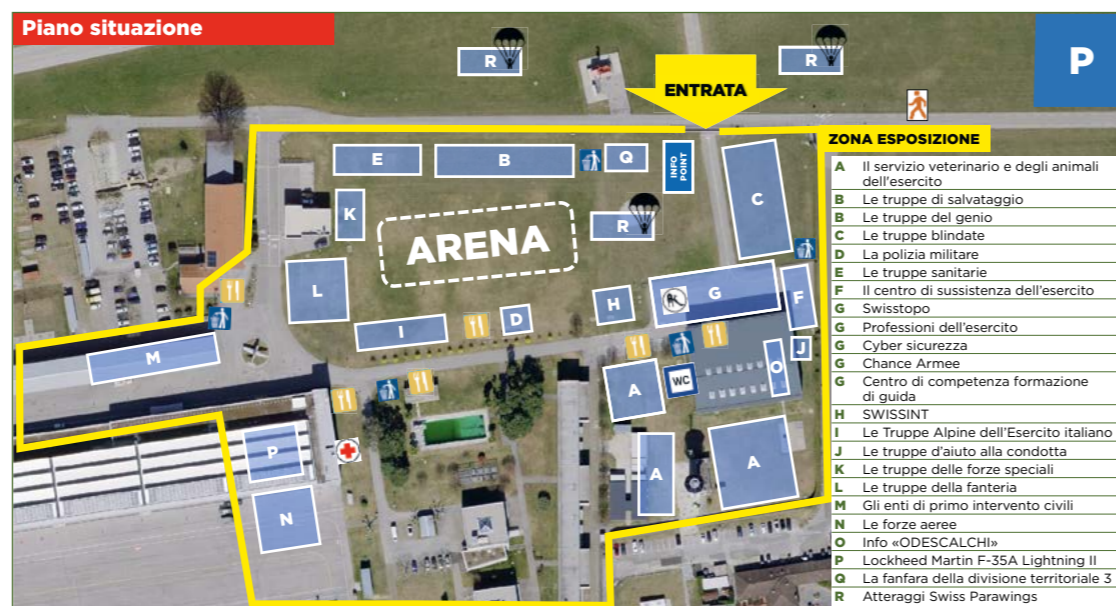 Piano situazione
R
R
P
ENTRATA
ZONA ESPOSIZIONE
E
B
Q
INFO POINT
C
K
ARENA
R
L
I
D
H
G
F
J
M
A
WC
O
P
A
A
N
A Il servizio veterinario e degli animali
dell'esercito
B Le truppe di salvataggio
B Le truppe del genio
C Le truppe blindate
D La polizia militare
E Le truppe sanitarie
F Il centro di sussistenza dell'esercito
G Swisstopo
G Professioni dell'esercito
G Cyber sicurezza
G Chance Armee
G Centro di competenza formazione
di guida
H SWISSINT
I Le Truppe Alpine dell'Esercito italiano
J Le truppe d'aiuto alla condotta
K Le truppe delle forze speciali
L Le truppe della fanteria
M Gli enti di primo intervento civili
N Le forze aeree
O Info «ODESCALCHI»
P Lockheed Martin F-35A Lightning II
Q La fanfara della divisione territoriale 3
R Atteraggi Swiss Parawings